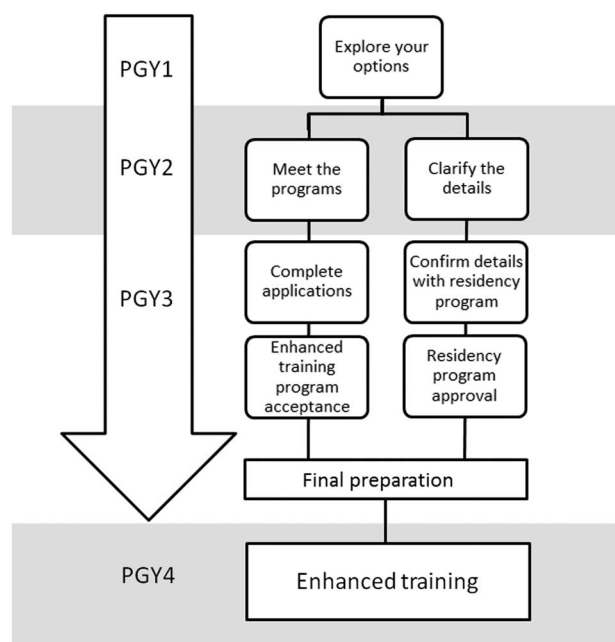 PGY1
Explore your
options
PGY2
Meet the
programs
Clarify the
details
PGY3
Complete
applications
Confirm details
with residency
program
Enhanced
training
program
acceptance
Residency
program
approval
Final preparation
PGY4
Enhanced training